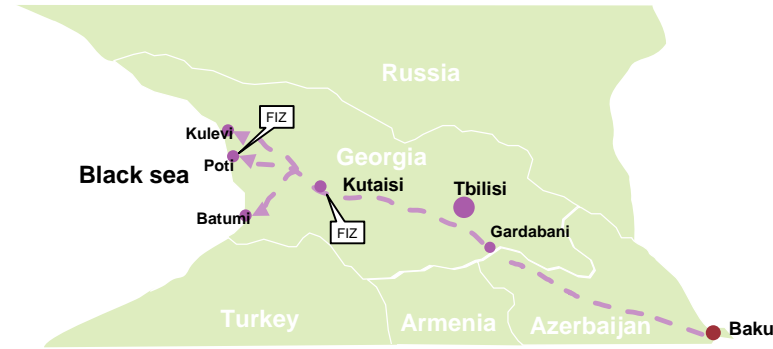 Russia
FIZ
Kulevi
Georgia
Poti
Black sea
Kutaisi
Tbilisi
Batumi
FIZ
Gardabani
Turkey
Armenia
Azerbaijan
Baku